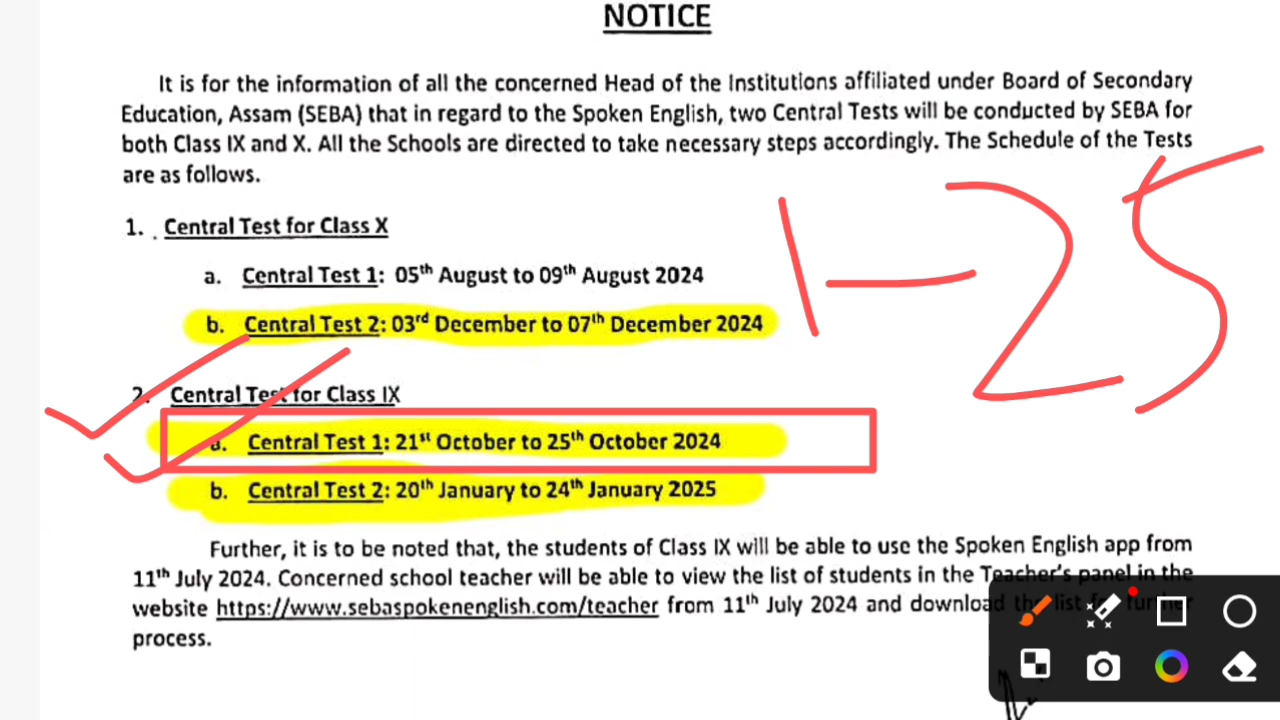 NOTICE
It is for the information of all the concerned Head of the Institutions affiliated under Board of Secondary
Education, Assam (SEBA) that in regard to the Spoken English, two Central Tests will be conducted by SEBA for
both Class IX and X. All the Schools are directed to take necessary steps accordingly. The Schedule of the Tests
are as follows.
1. Central Test for Class X
a. Central Test 1: 05th August to 09th August 2024
b. Central Test 2: 03rd December to 07th December 2024
1-25
2. Central Test for Class IX
a. Central Test 1: 21st October to 25th October 2024
b. Central Test 2: 20th January to 24th January 2025
Further, it is to be noted that, the students of Class IX will be able to use the Spoken English app from
11th July 2024. Concerned school teacher will be able to view the list of students in the Teacher's panel in the
website https://www.sebaspokenenglish.com/teacher from 11th July 2024 and download the list for further
process.